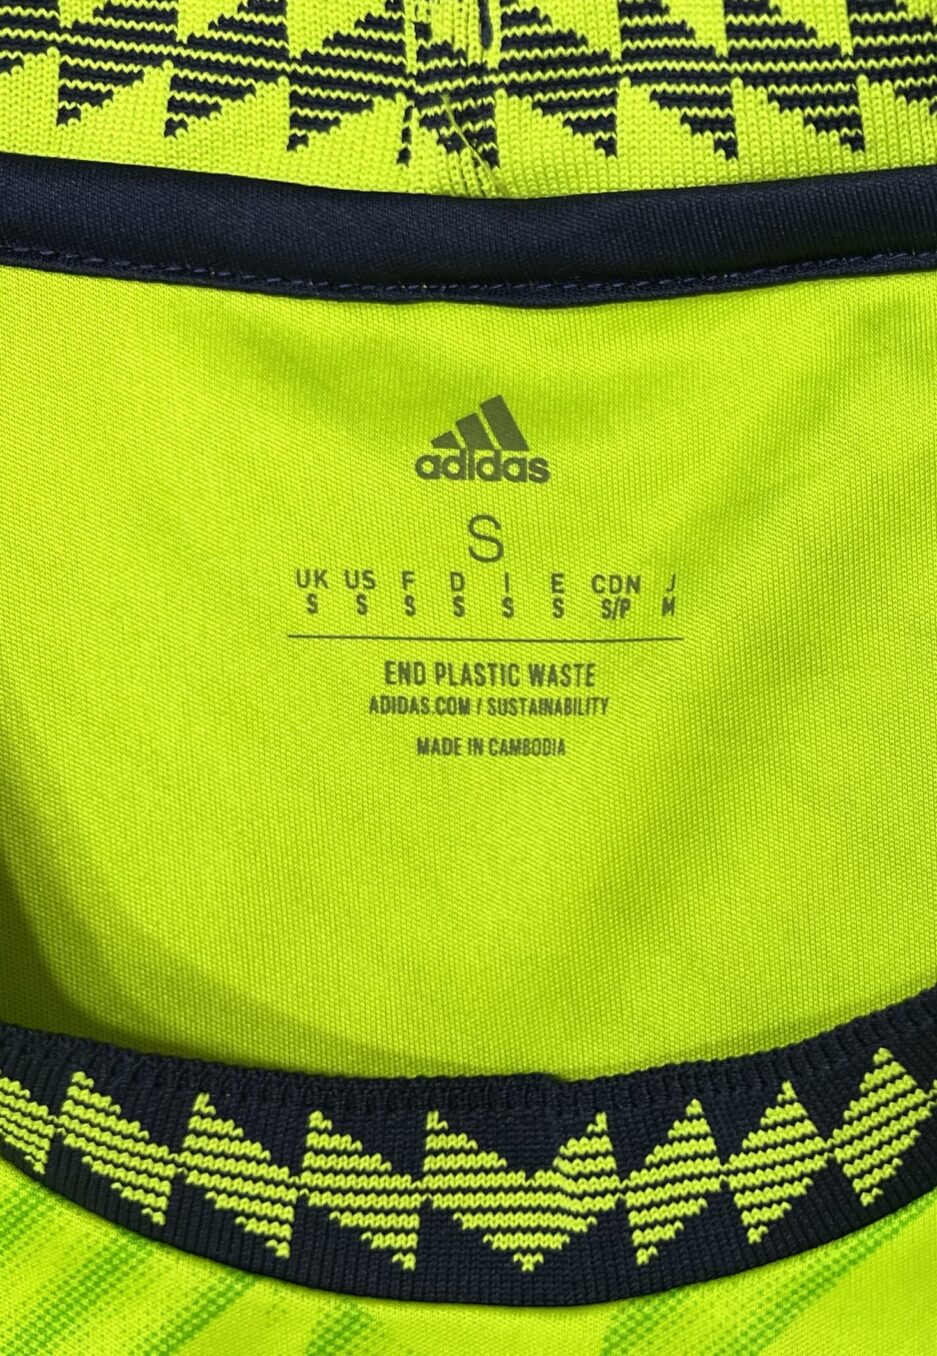 adidas
S
UK US F D I E CDN J
S S S S S S S/P M
END PLASTIC WASTE
ADIDAS.COM / SUSTAINABILITY
MADE IN CAMBODIA